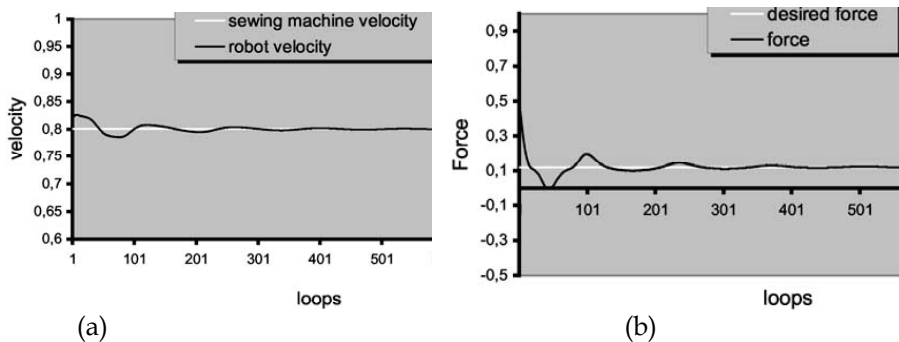 sewing machine velocity
robot velocity
velocity
1
0,95
0,9
0,85
0,8
0,75
0,7
0,65
0,6
1
101
201
301
401
501
loops
(a)
desired force
force
Force
0,9
0,7
0,5
0,3
0,1
-0,1
-0,3
-0,5
101
201
301
401
501
loops
(b)